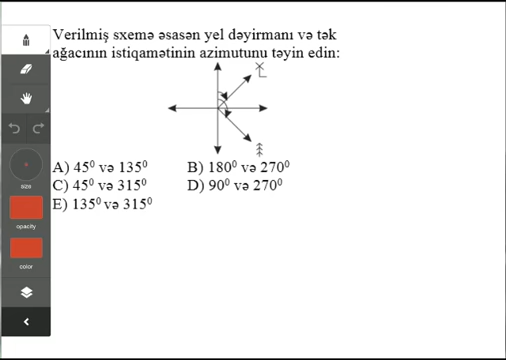 Verilmiş sxemə əsasən yel dəyirmanı və tək
ağacının istiqamətinin azimutunu təyin edin:
A) 45⁰ və 135⁰ B) 180⁰ və 270⁰
C) 45⁰ və 315⁰ D) 90⁰ və 270⁰
E) 135⁰ və 315⁰
size
opacity
color